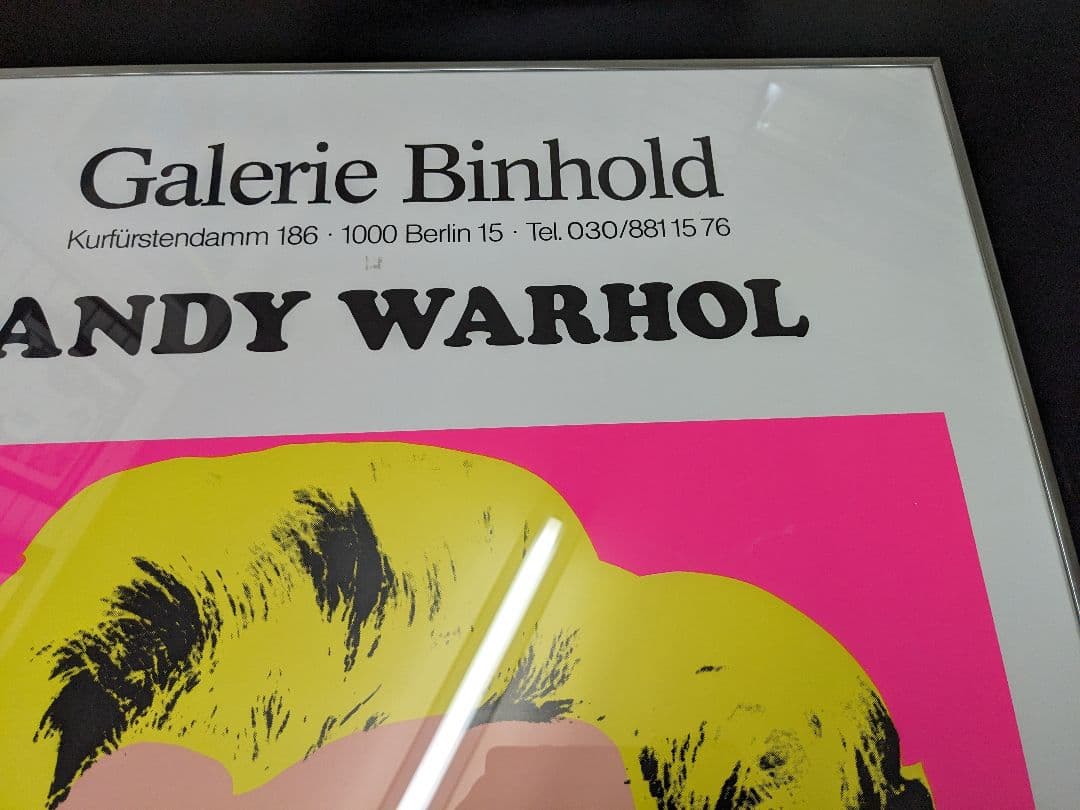 Galerie Binhold
Kurfürstendamm 186 · 1000 Berlin 15 · Tel. 030/881 15 76
ANDY WARHOL